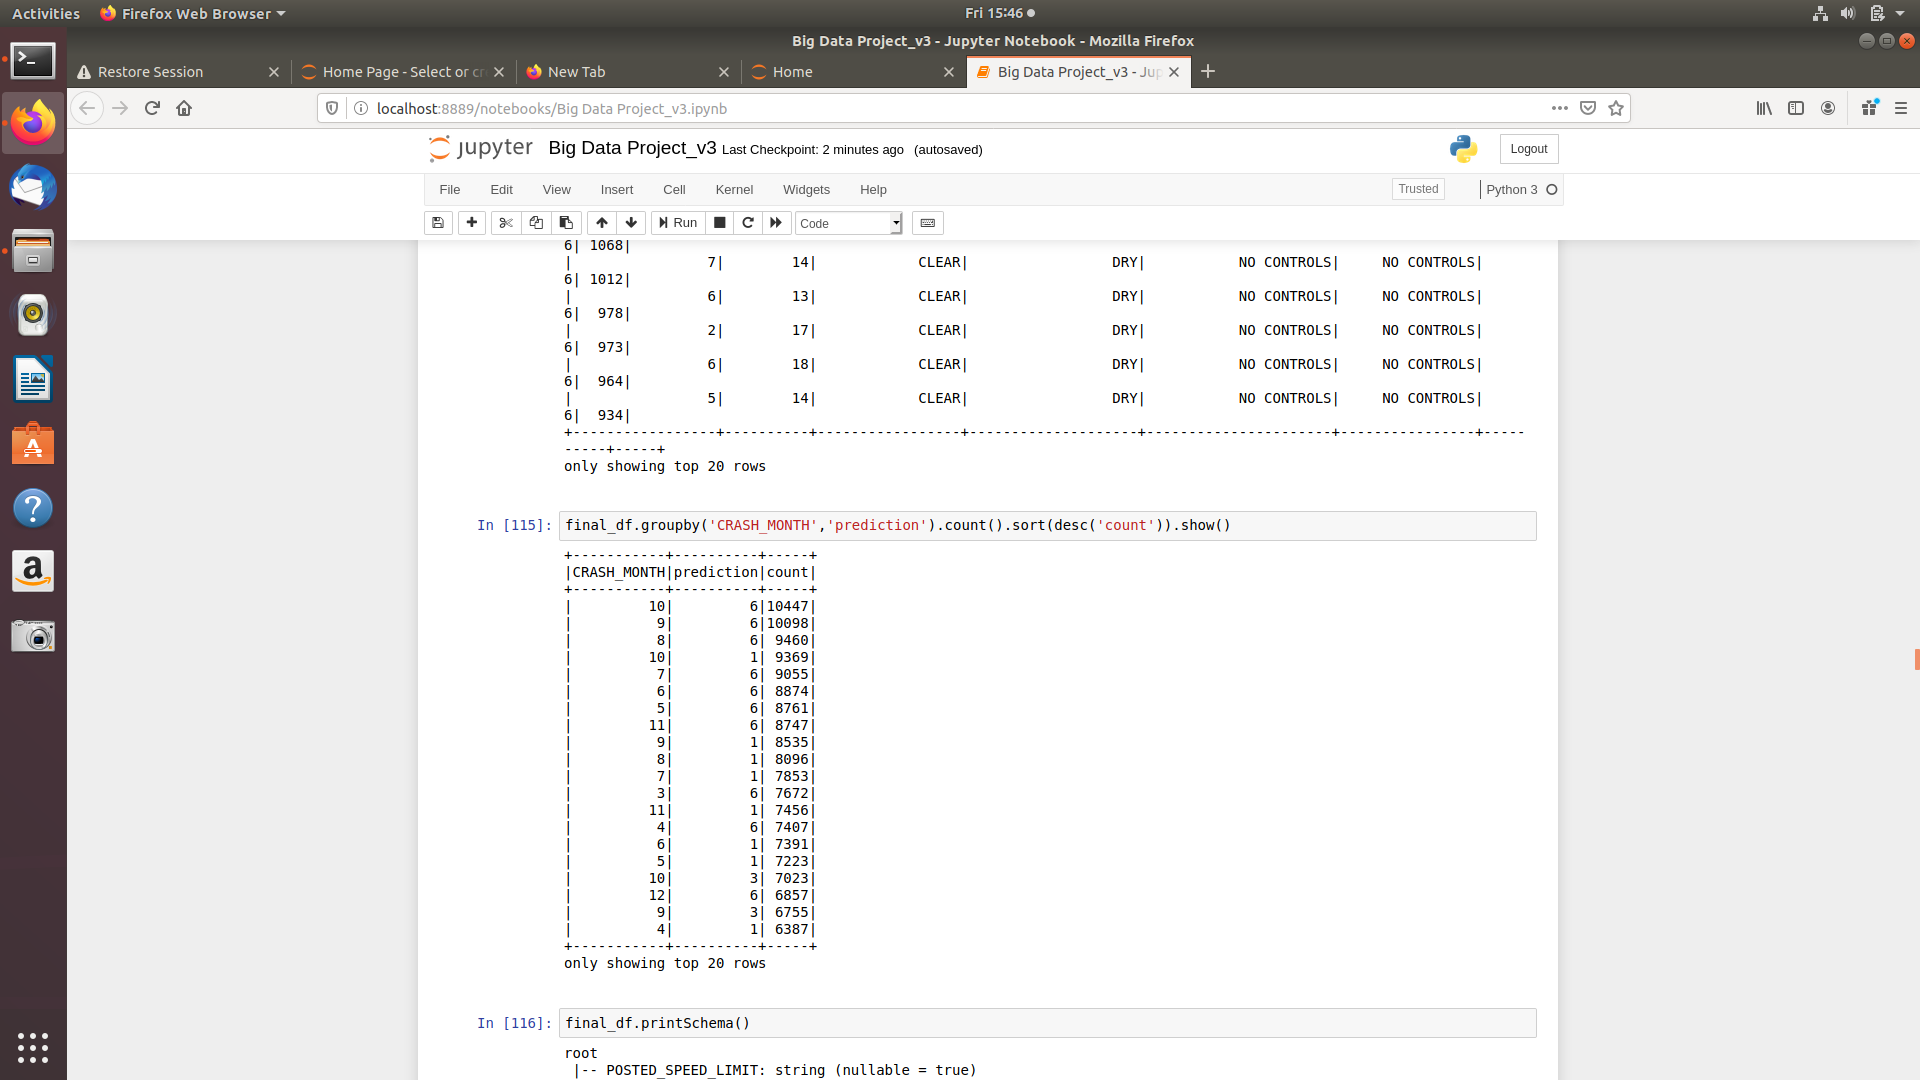 Activities Firefox Web Browser Fri 15:46
Big Data Project_v3 - Jupyter Notebook - Mozilla Firefox
Restore Session Home Page - Select or cr New Tab Home Big Data Project_v3 - Jup
localhost:8889/notebooks/Big Data Project_v3.ipynb
jupyter Big Data Project_v3 Last Checkpoint: 2 minutes ago (autosaved) Logout
File Edit View Insert Cell Kernel Widgets Help Trusted Python 3
Run Code
6| 1068|
| 7| 14| CLEAR| DRY| NO CONTROLS| NO CONTROLS|
6| 1012|
| 6| 13| CLEAR| DRY| NO CONTROLS| NO CONTROLS|
6| 978|
| 2| 17| CLEAR| DRY| NO CONTROLS| NO CONTROLS|
6| 973|
| 6| 18| CLEAR| DRY| NO CONTROLS| NO CONTROLS|
6| 964|
| 5| 14| CLEAR| DRY| NO CONTROLS| NO CONTROLS|
6| 934|
+-----------------+----------+-----------------+--------------------+----------------------+----------------+-----
-----+-----+
only showing top 20 rows
In [115]: final_df.groupby('CRASH_MONTH','prediction').count().sort(desc('count')).show()
+-----------+----------+-----+
|CRASH_MONTH|prediction|count|
+-----------+----------+-----+
| 10| 6|10447|
| 9| 6|10098|
| 8| 6| 9460|
| 10| 1| 9369|
| 7| 6| 9055|
| 6| 6| 8874|
| 5| 6| 8761|
| 11| 6| 8747|
| 9| 1| 8535|
| 8| 1| 8096|
| 7| 1| 7853|
| 3| 6| 7672|
| 11| 1| 7456|
| 4| 6| 7407|
| 6| 1| 7391|
| 5| 1| 7223|
| 10| 3| 7023|
| 12| 6| 6857|
| 9| 3| 6755|
| 4| 1| 6387|
+-----------+----------+-----+
only showing top 20 rows
In [116]: final_df.printSchema()
root
|-- POSTED_SPEED_LIMIT: string (nullable = true)